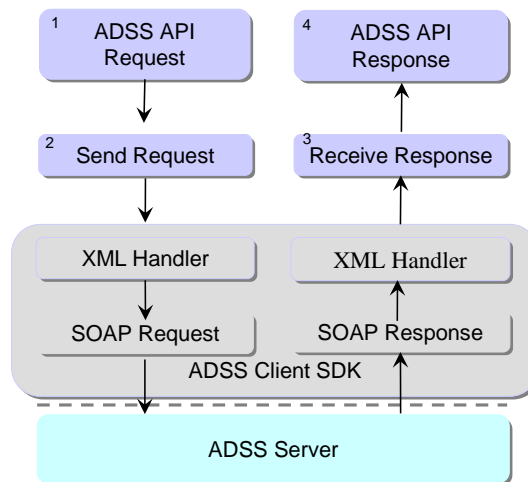 1
ADSS API
Request
4
ADSS API
Response
2
Send Request
3
Receive Response
XML Handler
XML Handler
SOAP Request
SOAP Response
ADSS Client SDK
ADSS Server